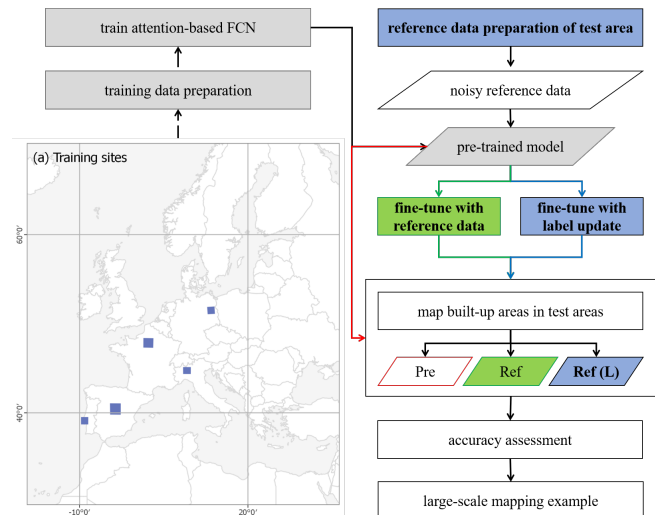 train attention-based FCN
training data preparation
(a) Training sites
60°0'
40°0'
-10°0'
20°0'
reference data preparation of test area
noisy reference data
pre-trained model
fine-tune with
reference data
fine-tune with
label update
map built-up areas in test areas
Pre
Ref
Ref (L)
accuracy assessment
large-scale mapping example